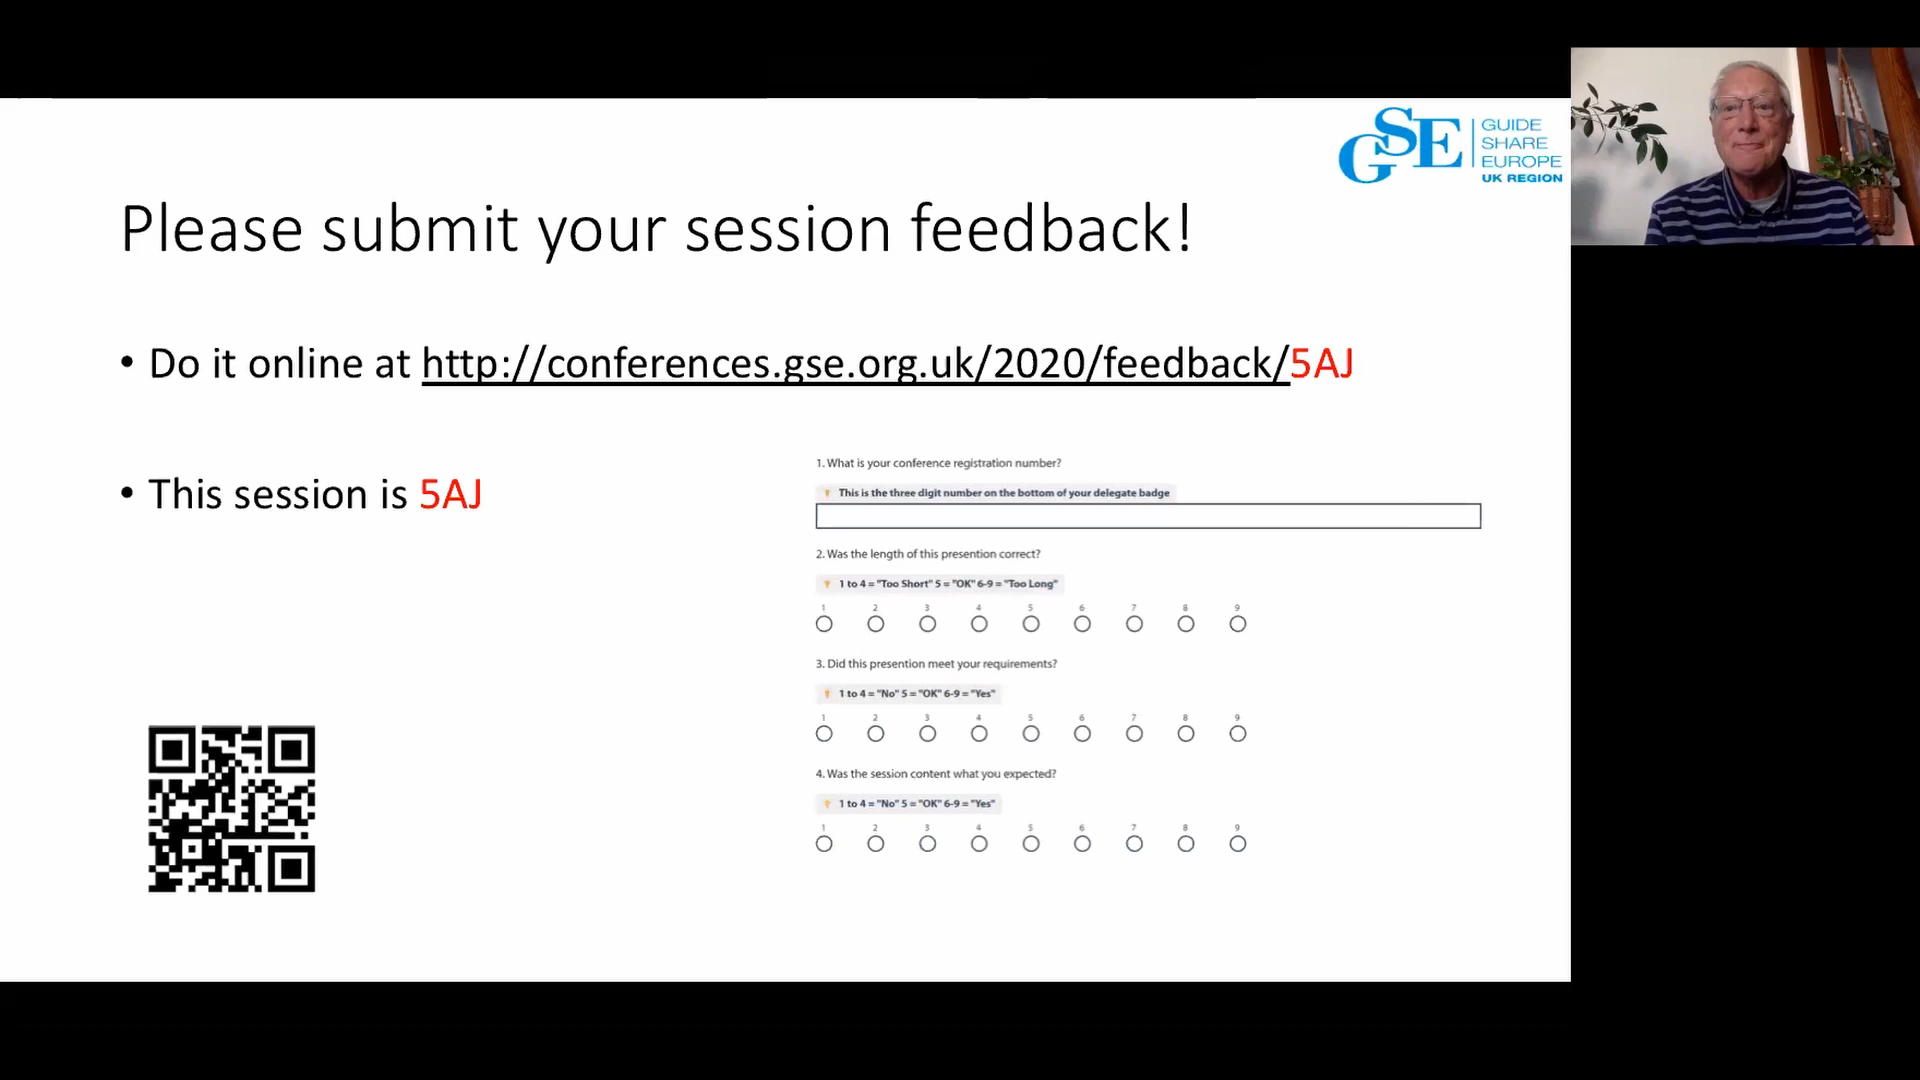 GSE
GUIDE
SHARE
EUROPE
UK REGION
Please submit your session feedback!
• Do it online at http://conferences.gse.org.uk/2020/feedback/5AJ
• This session is 5AJ
1. What is your conference registration number?
This is the three digit number on the bottom of your delegate badge
2. Was the length of this presention correct?
1 to 4 = "Too Short" 5 = "OK" 6-9 = "Too Long"
1 2 3 4 5 6 7 8 9
3. Did this presention meet your requirements?
1 to 4 = "No" 5 = "OK" 6-9 = "Yes"
1 2 3 4 5 6 7 8 9
4. Was the session content what you expected?
1 to 4 = "No" 5 = "OK" 6-9 = "Yes"
1 2 3 4 5 6 7 8 9